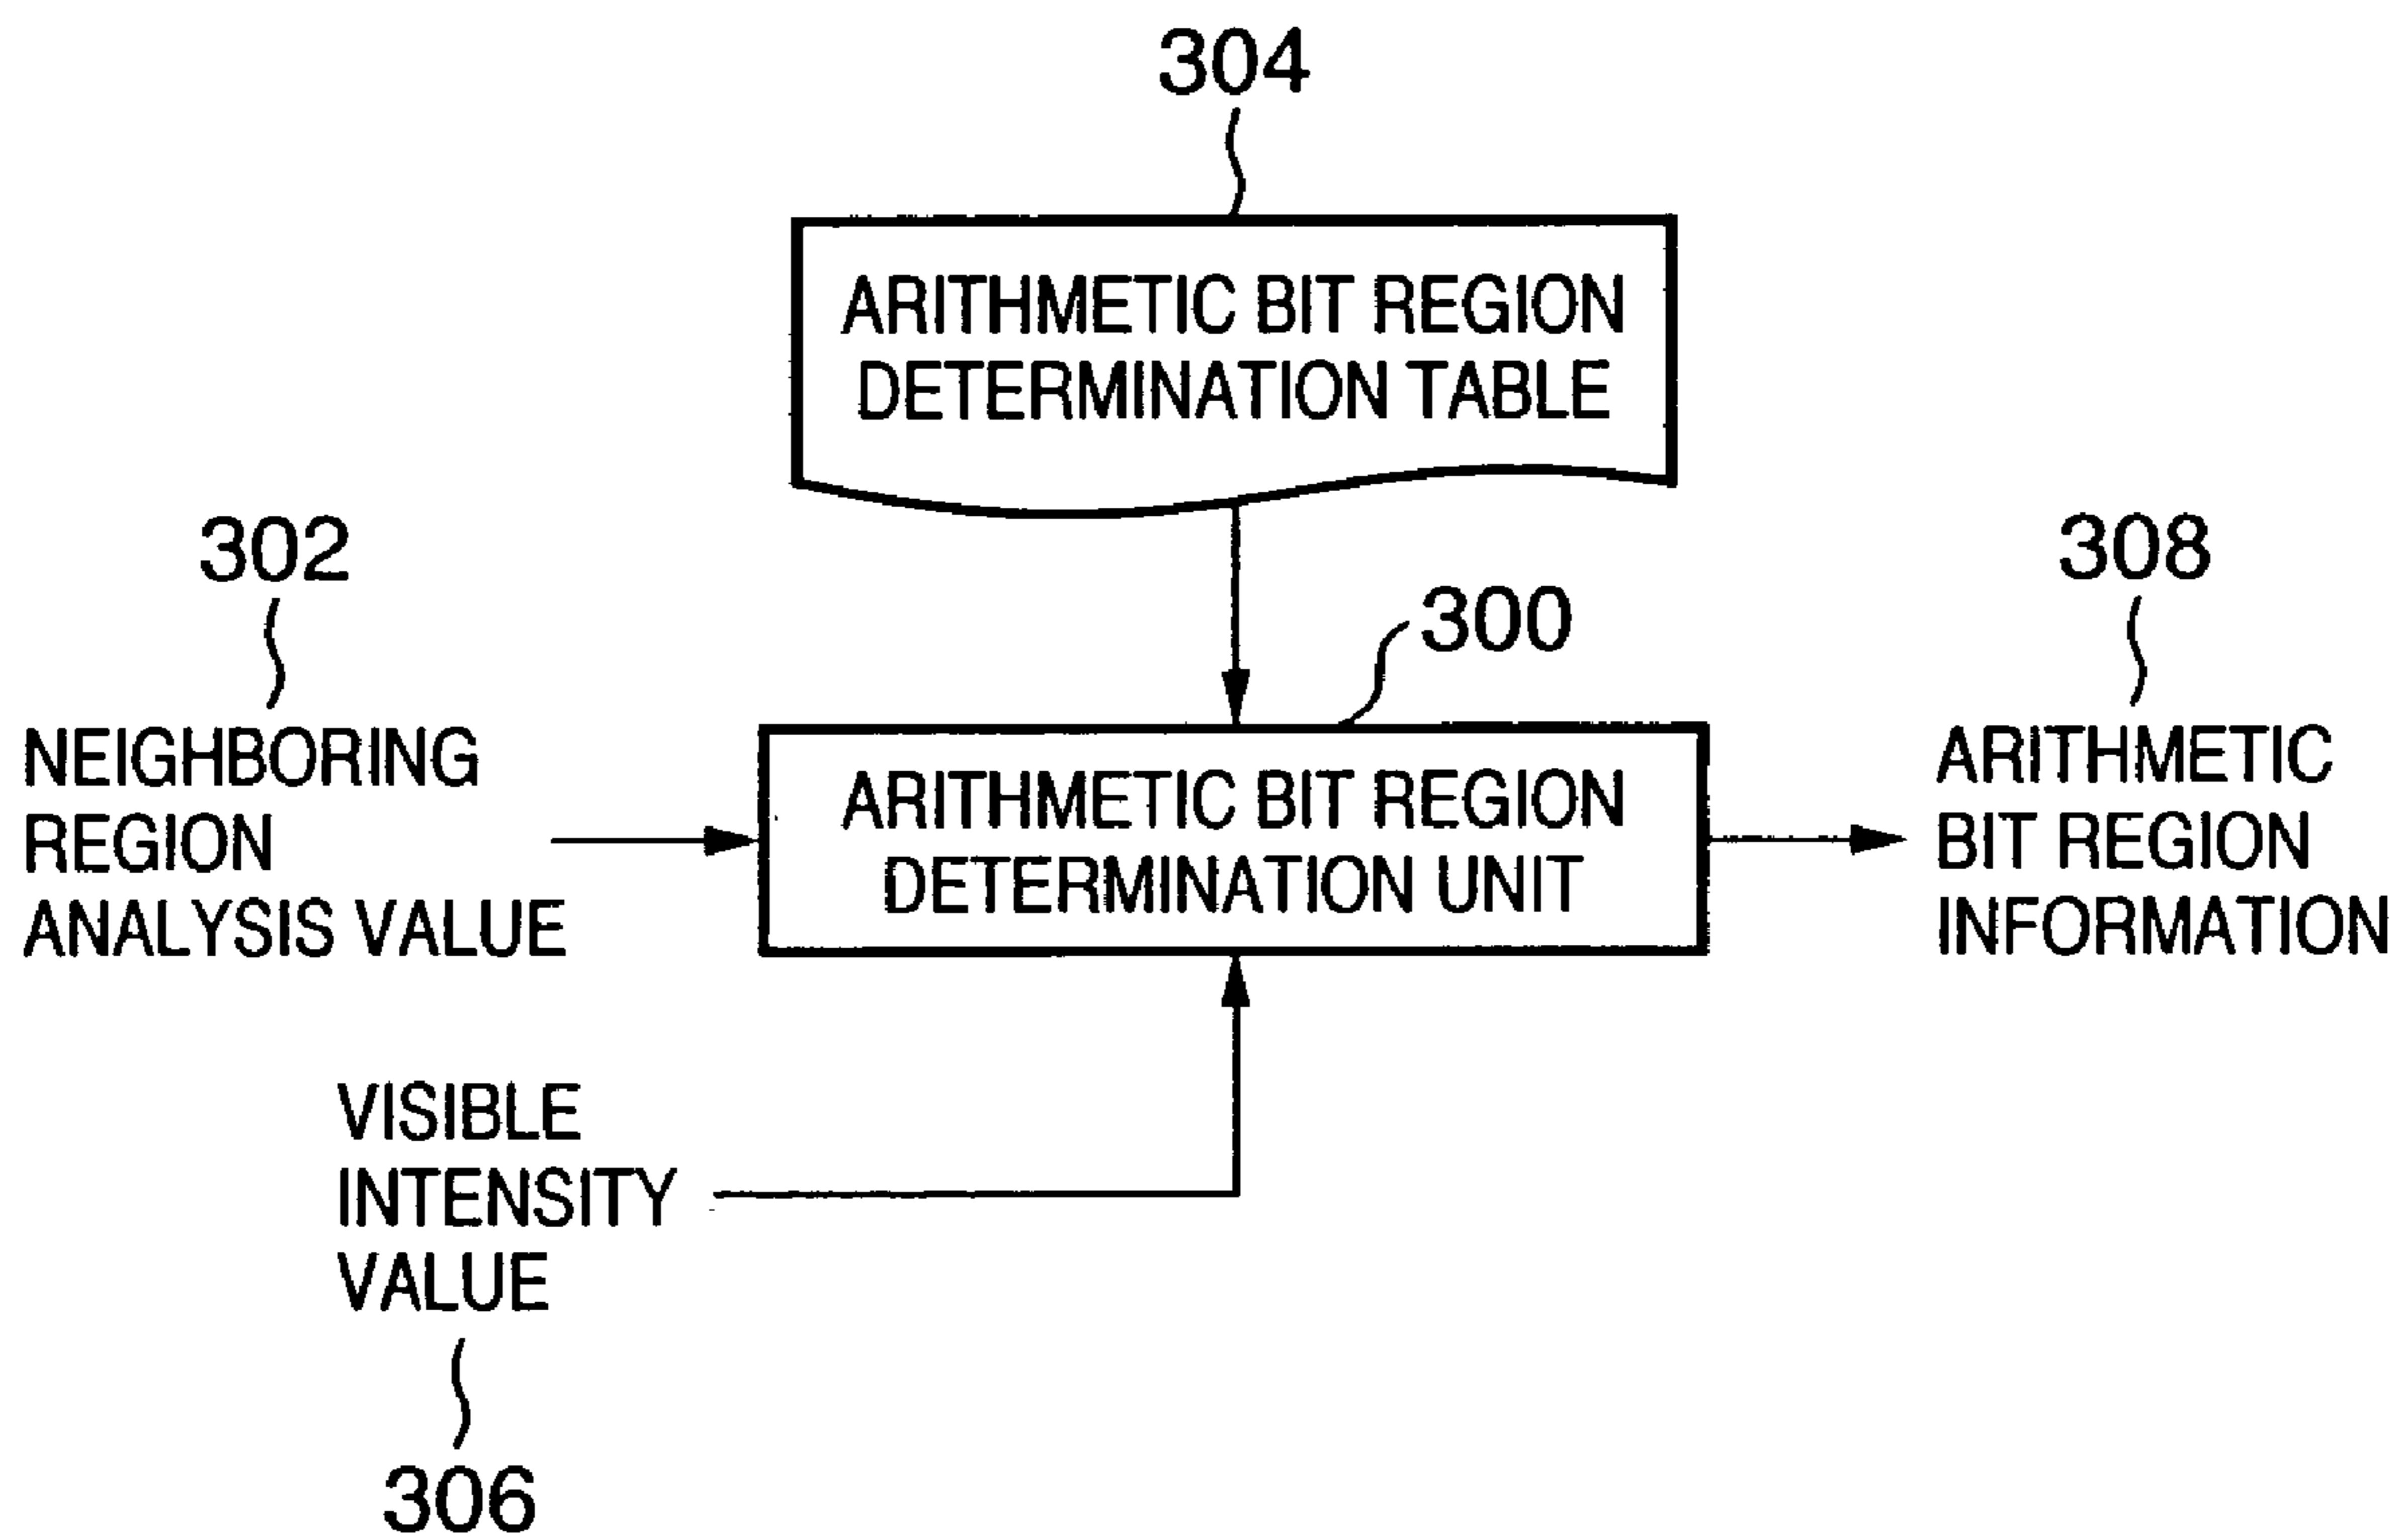 304
ARITHMETIC BIT REGION
DETERMINATION TABLE
302
308
300
NEIGHBORING
REGION
ANALYSIS VALUE
ARITHMETIC BIT REGION
DETERMINATION UNIT
ARITHMETIC
BIT REGION
INFORMATION
VISIBLE
INTENSITY
VALUE
306